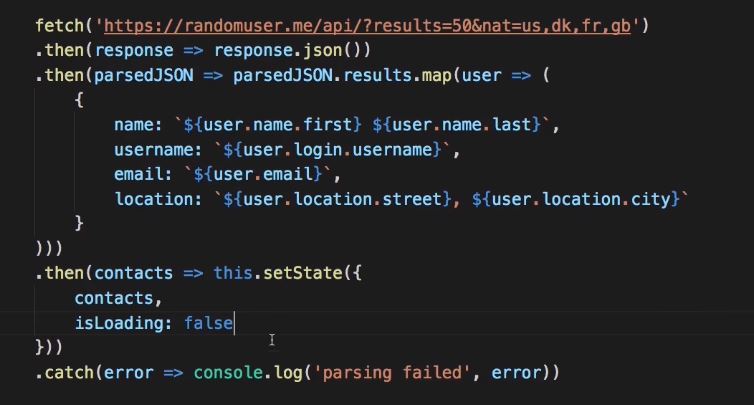 fetch('https://randomuser.me/api/?results=50&nat=us,dk,fr,gb')
.then(response => response.json())
.then(parsedJSON => parsedJSON.results.map(user => (
    {
        name: `${user.name.first} ${user.name.last}`,
        username: `${user.login.username}`,
        email: `${user.email}`,
        location: `${user.location.street}, ${user.location.city}`
    }
)))
.then(contacts => this.setState({
    contacts,
    isLoading: false
}))
.catch(error => console.log('parsing failed', error))